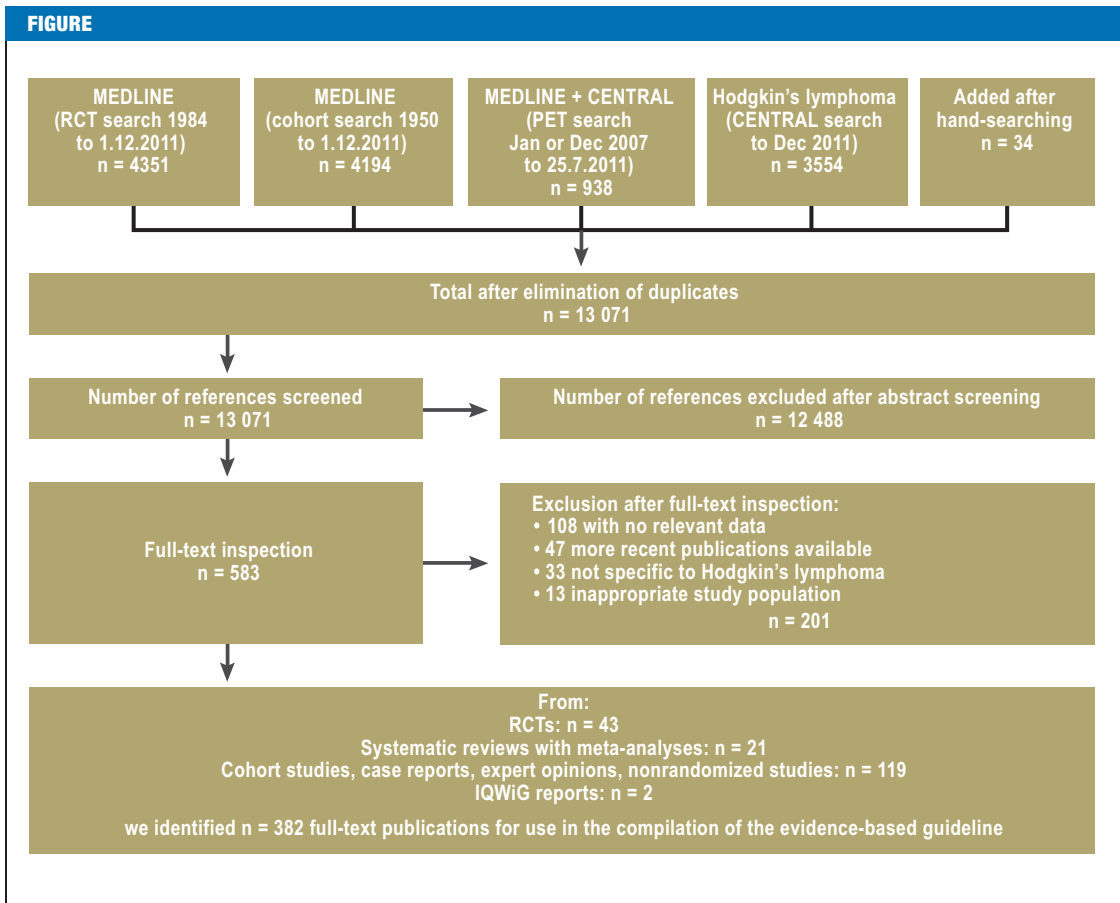 FIGURE
MEDLINE
(RCT search 1984
to 1.12.2011)
n = 4351
MEDLINE
(cohort search 1950
to 1.12.2011)
n = 4194
MEDLINE + CENTRAL
(PET search
Jan or Dec 2007
to 25.7.2011)
n = 938
Hodgkin's lymphoma
(CENTRAL search
to Dec 2011)
n = 3554
Added after
hand-searching
n = 34
Total after elimination of duplicates
n = 13 071
Number of references screened
n = 13 071
Number of references excluded after abstract screening
n = 12 488
Full-text inspection
n = 583
Exclusion after full-text inspection:
• 108 with no relevant data
• 47 more recent publications available
• 33 not specific to Hodgkin's lymphoma
• 13 inappropriate study population
n = 201
From:
RCTs: n = 43
Systematic reviews with meta-analyses: n = 21
Cohort studies, case reports, expert opinions, nonrandomized studies: n = 119
IQWiG reports: n = 2
we identified n = 382 full-text publications for use in the compilation of the evidence-based guideline